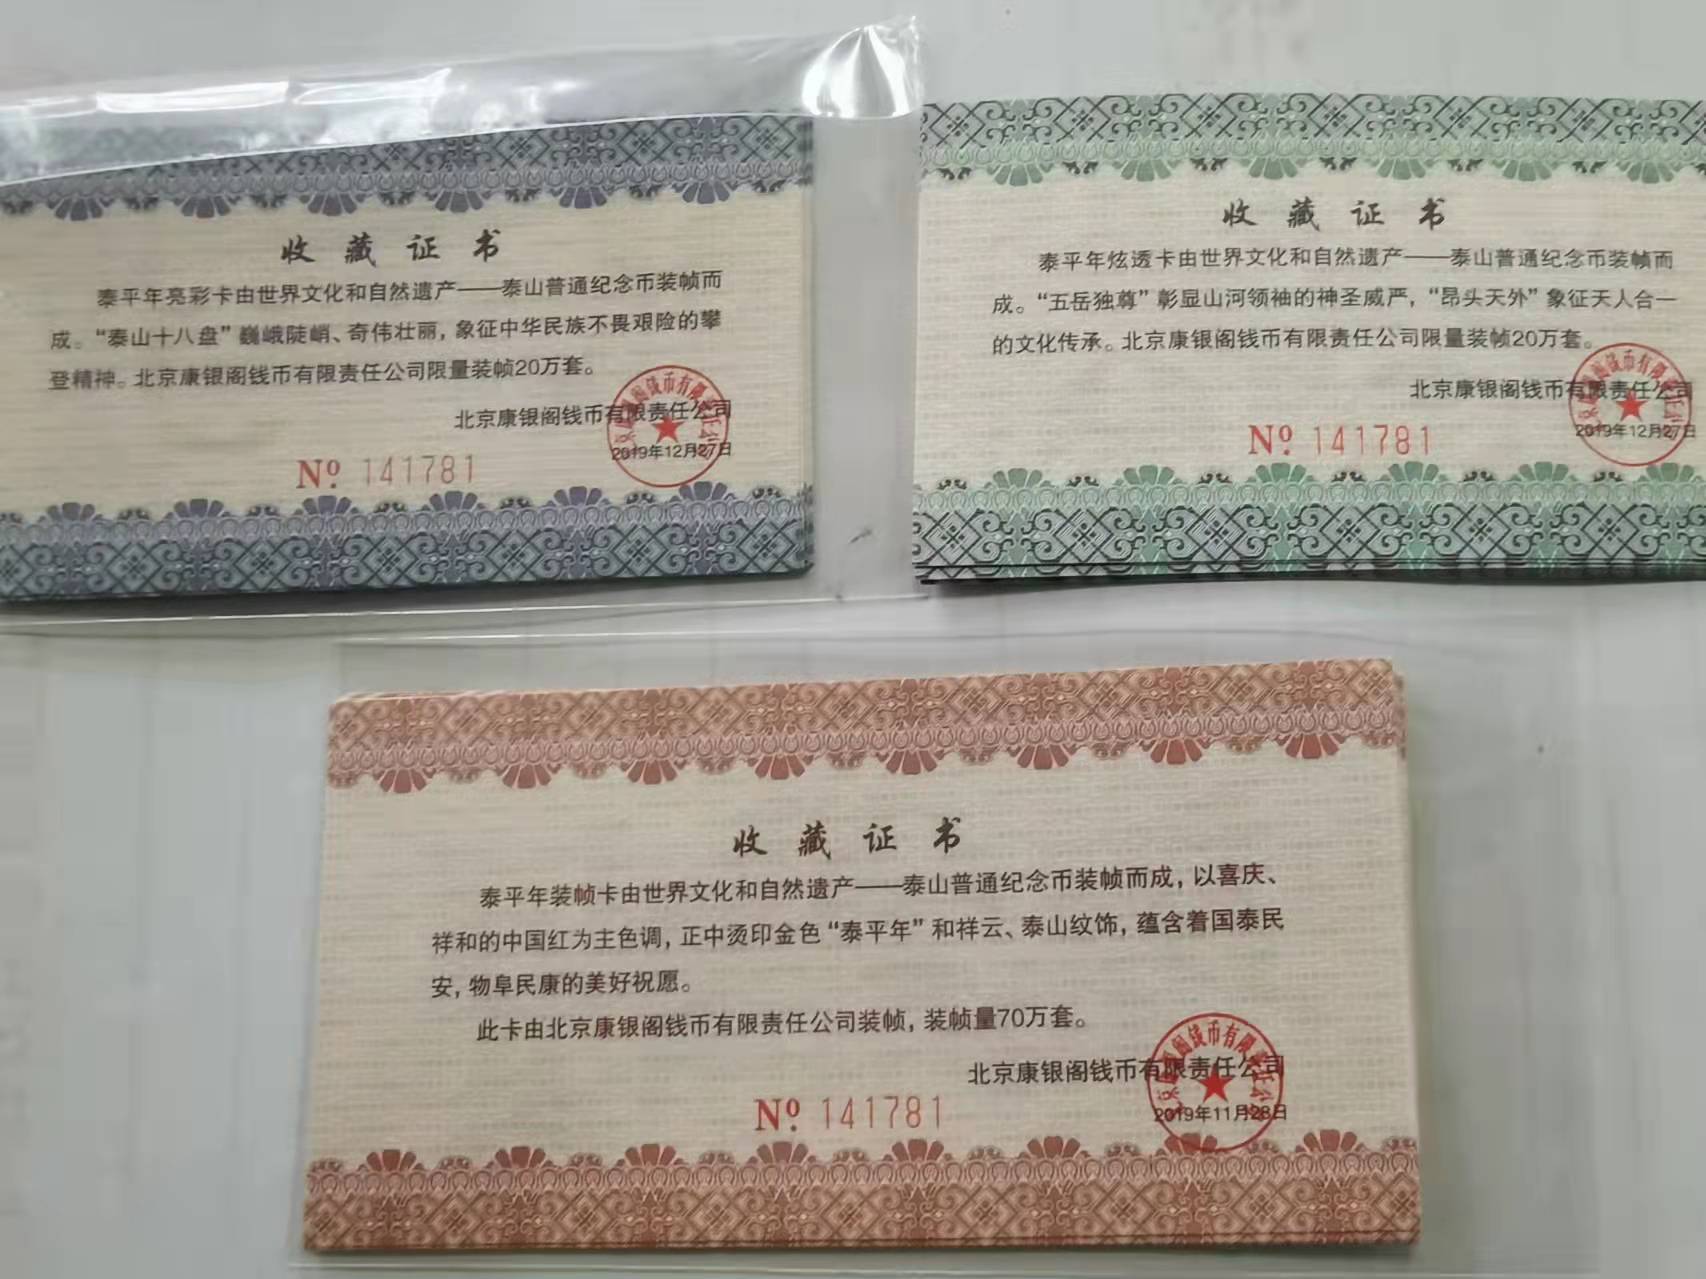 收藏证书
泰平年亮彩卡由世界文化和自然遗产——泰山普通纪念币装帧而
成。“泰山十八盘”巍峨陡峭、奇伟壮丽，象征中华民族不畏艰险的攀
登精神。北京康银阁钱币有限责任公司限量装帧20万套。
北京康银阁钱币有限责任公司
2019年12月27日
Nº 141781
收藏证书
泰平年炫透卡由世界文化和自然遗产——泰山普通纪念币装帧而
成。“五岳独尊”彰显山河领袖的神圣威严，“昂头天外”象征天人合一
的文化传承。北京康银阁钱币有限责任公司限量装帧20万套。
北京康银阁钱币有限责任公司
2019年12月27日
Nº 141781
收藏证书
泰平年装帧卡由世界文化和自然遗产——泰山普通纪念币装帧而成，以喜庆、
祥和的中国红为主色调，正中烫印金色“泰平年”和祥云、泰山纹饰，蕴含着国泰民
安，物阜民康的美好祝愿。
此卡由北京康银阁钱币有限责任公司装帧，装帧量70万套。
北京康银阁钱币有限责任公司
2019年11月28日
Nº 141781